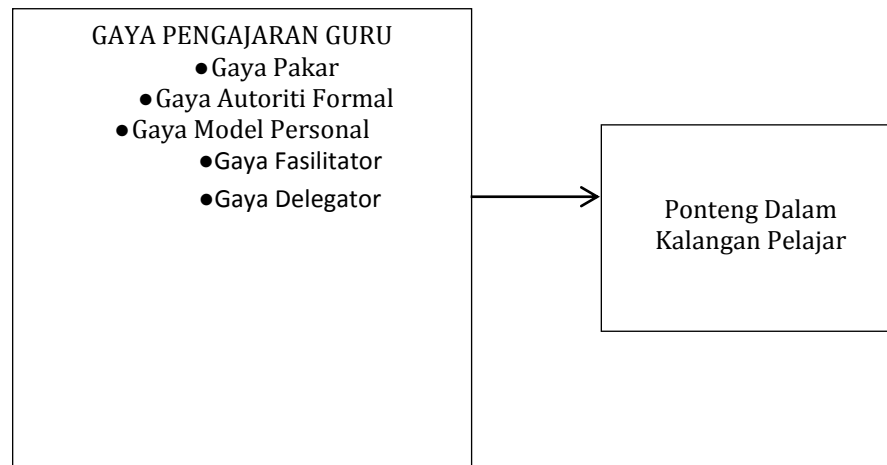 GAYA PENGAJARAN GURU
●Gaya Pakar
●Gaya Autoriti Formal
●Gaya Model Personal
●Gaya Fasilitator
●Gaya Delegator
Ponteng Dalam
Kalangan Pelajar